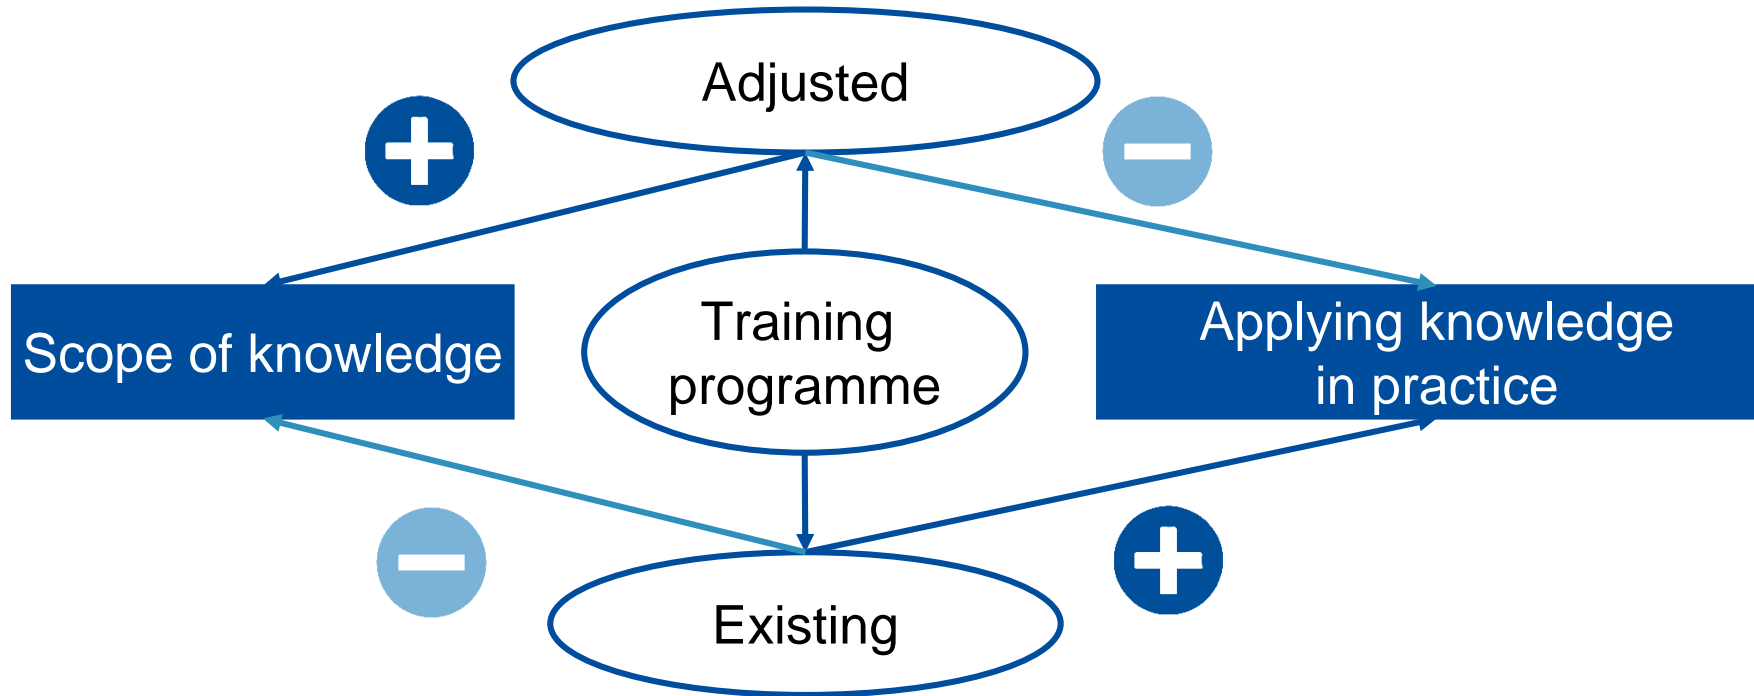 Adjusted
Scope of knowledge
Training
programme
Applying knowledge
in practice
Existing